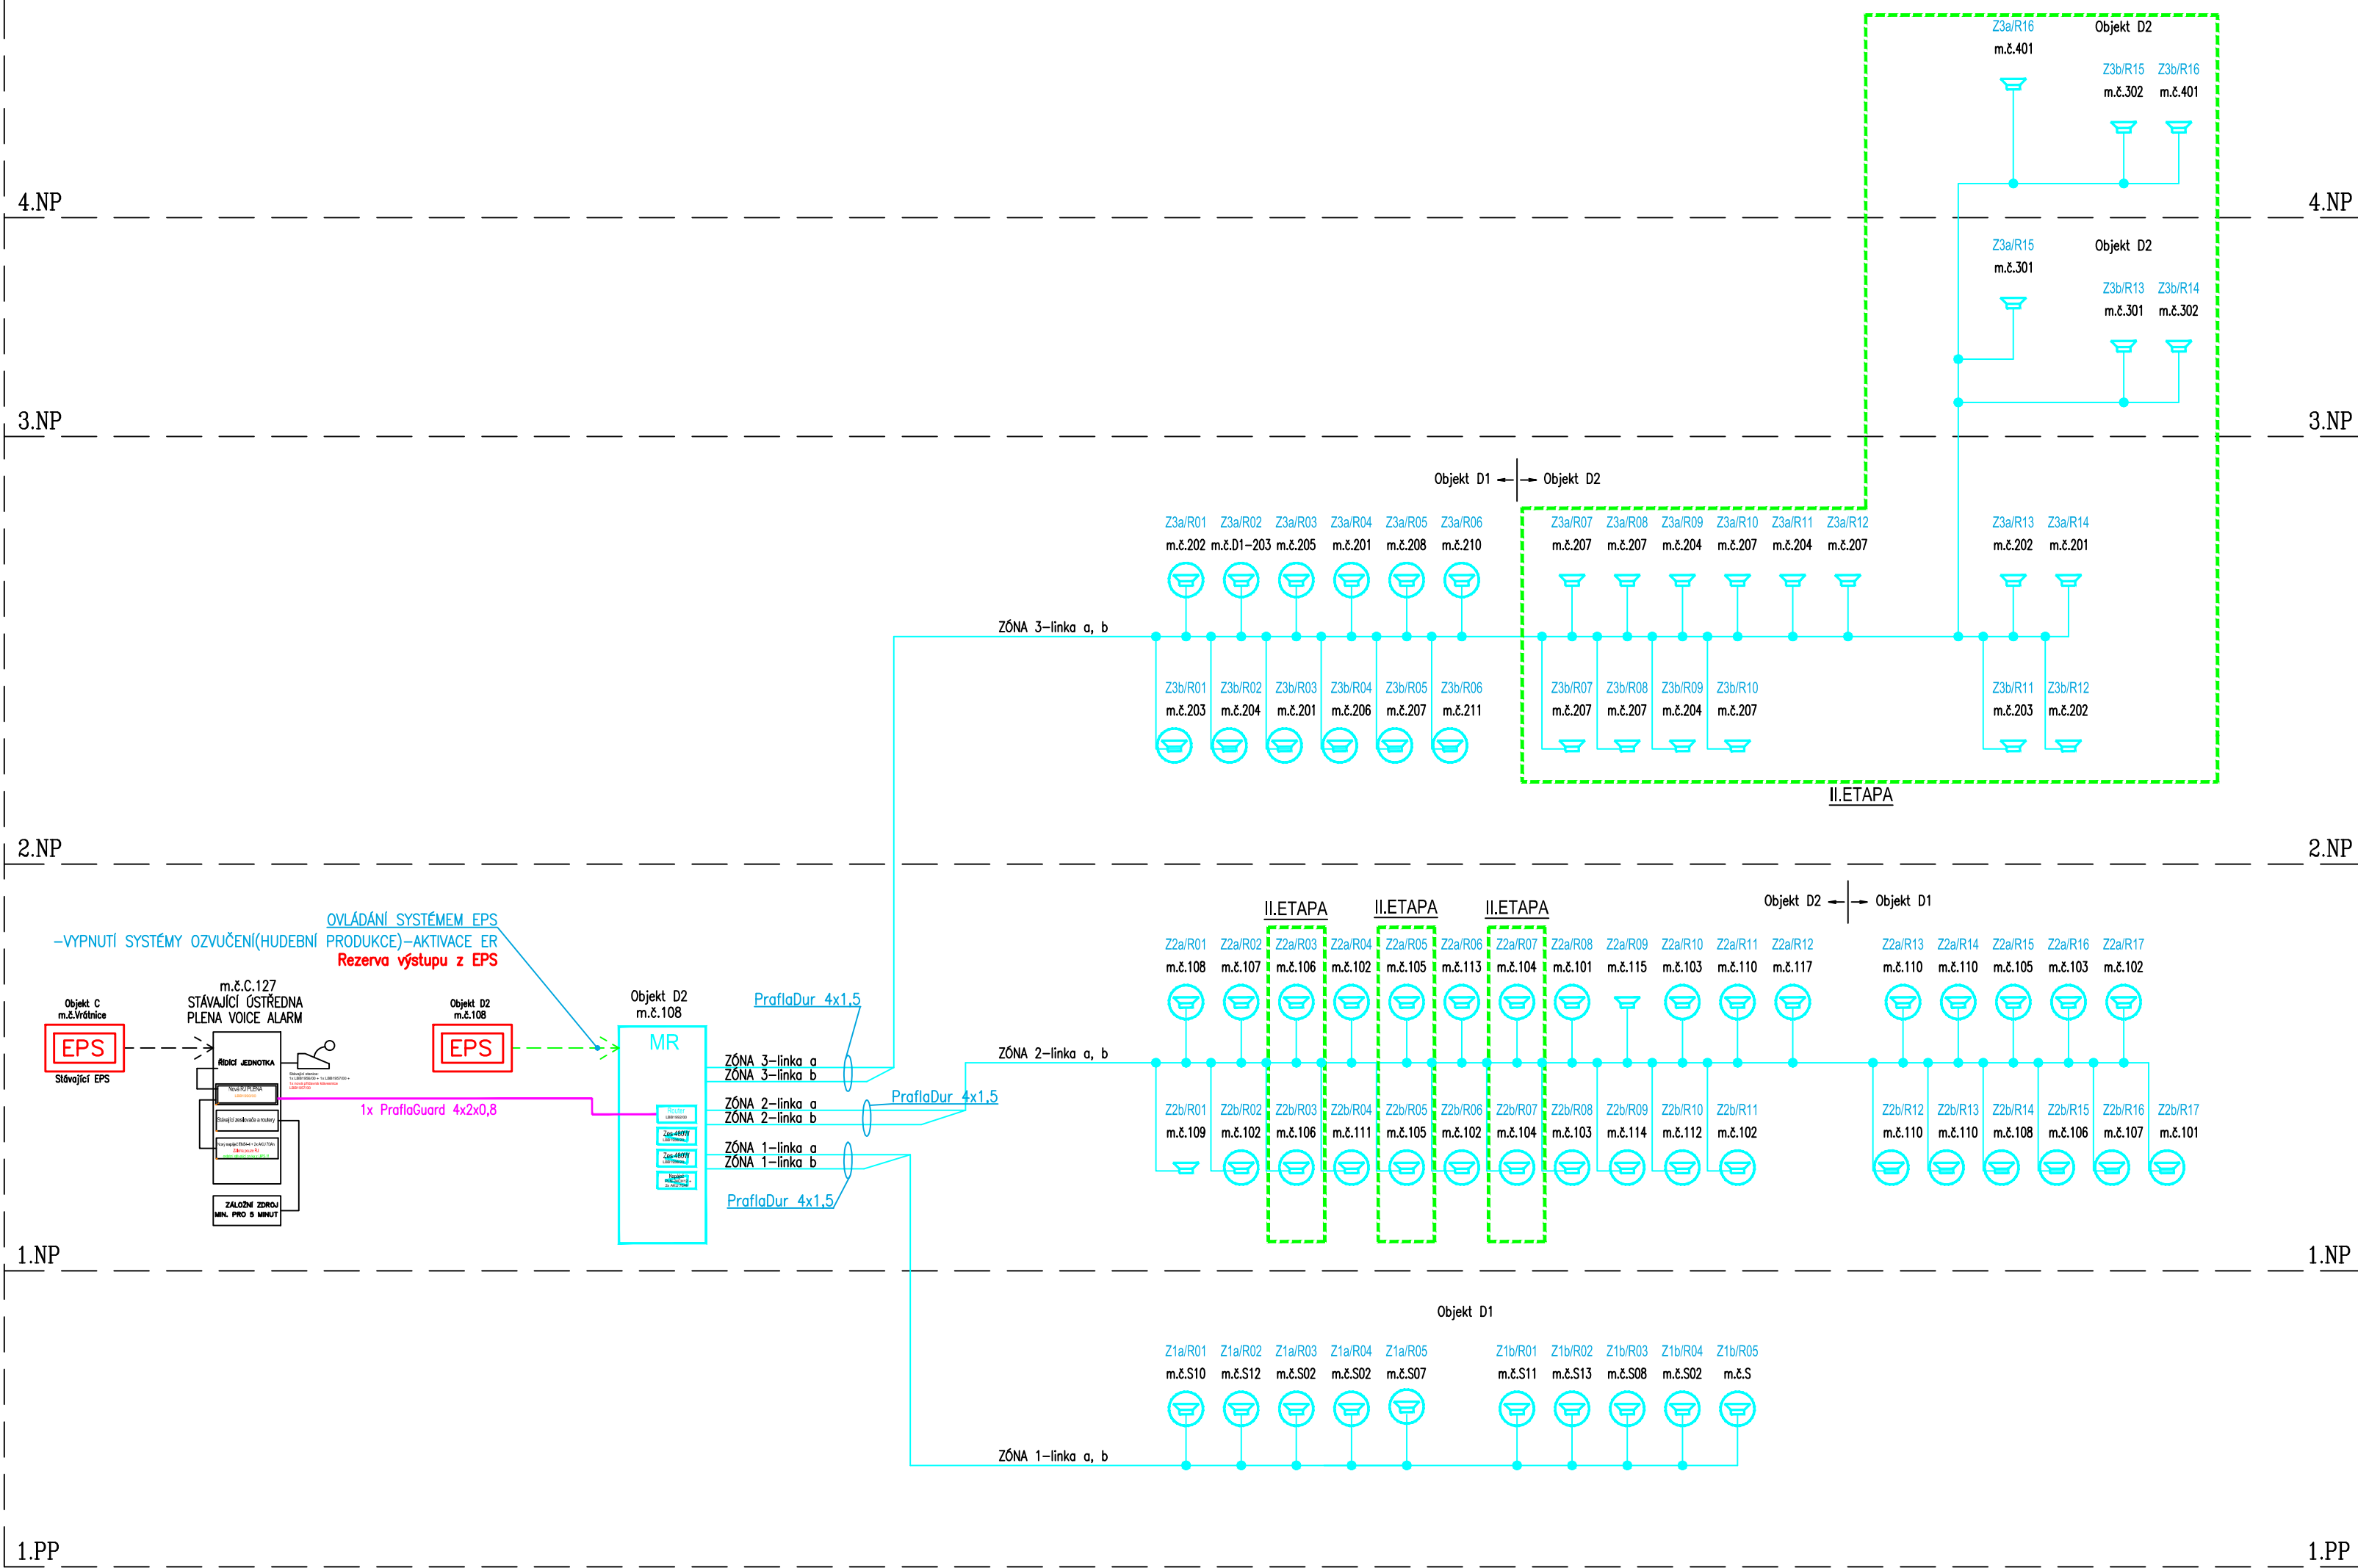 Z3a/R16 Objekt D2
m.č.401
Z3b/R15 Z3b/R16
m.č.302 m.č.401
4.NP 4.NP
Z3a/R15 Objekt D2
m.č.301
Z3b/R13 Z3b/R14
m.č.301 m.č.302
3.NP 3.NP
Objekt D1 Objekt D2
Z3a/R01 Z3a/R02 Z3a/R03 Z3a/R04 Z3a/R05 Z3a/R06 Z3a/R07 Z3a/R08 Z3a/R09 Z3a/R10 Z3a/R11 Z3a/R12 Z3a/R13 Z3a/R14
m.č.202 m.č.D1-203 m.č.205 m.č.201 m.č.208 m.č.210 m.č.207 m.č.207 m.č.204 m.č.207 m.č.204 m.č.207 m.č.202 m.č.201
ZÓNA 3-linka a, b
Z3b/R01 Z3b/R02 Z3b/R03 Z3b/R04 Z3b/R05 Z3b/R06 Z3b/R07 Z3b/R08 Z3b/R09 Z3b/R10 Z3b/R11 Z3b/R12
m.č.203 m.č.204 m.č.201 m.č.206 m.č.207 m.č.211 m.č.207 m.č.207 m.č.204 m.č.207 m.č.203 m.č.202
II.ETAPA
2.NP 2.NP
OVLÁDÁNÍ SYSTÉMEM EPS
-VYPNUTÍ SYSTÉMY OZVUČENÍ(HUDEBNÍ PRODUKCE)-AKTIVACE ER
Rezerva výstupu z EPS
m.č.C.127
STÁVAJÍCÍ ÚSTŘEDNA
PLENA VOICE ALARM
Objekt C
m.č.Vrátnice
EPS
Stávající EPS
ŘÍDÍCÍ JEDNOTKA
Nová RJ PLENA
Stávající zesilovače a routery
ZÁLOŽNÍ ZDROJ
MIN. PRO 5 MINUT
Objekt D2
m.č.108
EPS
1x PraflaGuard 4x2x0,8
Objekt D2
m.č.108
MR
Router
Zes 480W
Zes 480W
PraflaDur 4x1,5
ZÓNA 3-linka a
ZÓNA 3-linka b
PraflaDur 4x1,5
ZÓNA 2-linka a
ZÓNA 2-linka b
ZÓNA 1-linka a
ZÓNA 1-linka b
PraflaDur 4x1,5
II.ETAPA II.ETAPA II.ETAPA
Objekt D2 Objekt D1
Z2a/R01 Z2a/R02 Z2a/R03 Z2a/R04 Z2a/R05 Z2a/R06 Z2a/R07 Z2a/R08 Z2a/R09 Z2a/R10 Z2a/R11 Z2a/R12 Z2a/R13 Z2a/R14 Z2a/R15 Z2a/R16 Z2a/R17
m.č.108 m.č.107 m.č.106 m.č.102 m.č.105 m.č.113 m.č.104 m.č.101 m.č.115 m.č.103 m.č.110 m.č.117 m.č.110 m.č.110 m.č.105 m.č.103 m.č.102
ZÓNA 2-linka a, b
Z2b/R01 Z2b/R02 Z2b/R03 Z2b/R04 Z2b/R05 Z2b/R06 Z2b/R07 Z2b/R08 Z2b/R09 Z2b/R10 Z2b/R11 Z2b/R12 Z2b/R13 Z2b/R14 Z2b/R15 Z2b/R16 Z2b/R17
m.č.109 m.č.102 m.č.106 m.č.111 m.č.105 m.č.102 m.č.104 m.č.103 m.č.114 m.č.112 m.č.102 m.č.110 m.č.110 m.č.108 m.č.106 m.č.107 m.č.101
1.NP 1.NP
Objekt D1
Z1a/R01 Z1a/R02 Z1a/R03 Z1a/R04 Z1a/R05 Z1b/R01 Z1b/R02 Z1b/R03 Z1b/R04 Z1b/R05
m.č.S10 m.č.S12 m.č.S02 m.č.S02 m.č.S07 m.č.S11 m.č.S13 m.č.S08 m.č.S02 m.č.S
ZÓNA 1-linka a, b
1.PP 1.PP